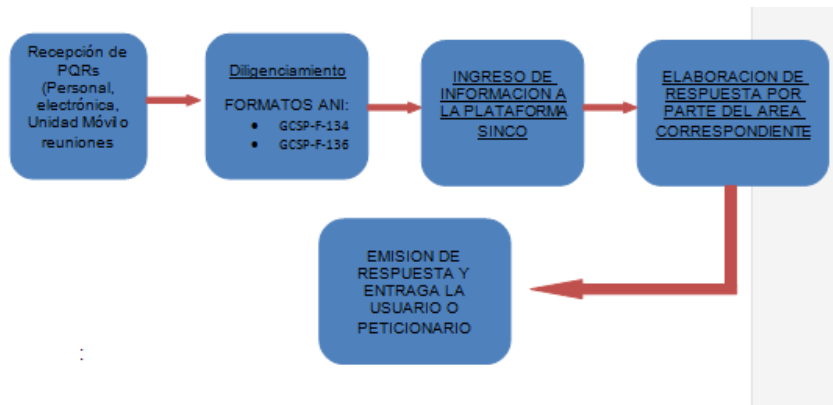 Recepción de
PQRs
(Personal,
electrónica,
Unidad Móvil o
reuniones
Diligenciamiento
FORMATOS ANI:
• GCSP-F-134
• GCSP-F-136
INGRESO DE
INFORMACION A
LA PLATAFORMA
SINCO
ELABORACION DE
RESPUESTA POR
PARTE DEL AREA
CORRESPONDIENTE
EMISION DE
RESPUESTA Y
ENTRAGA LA
USUARIO O
PETICIONARIO
: